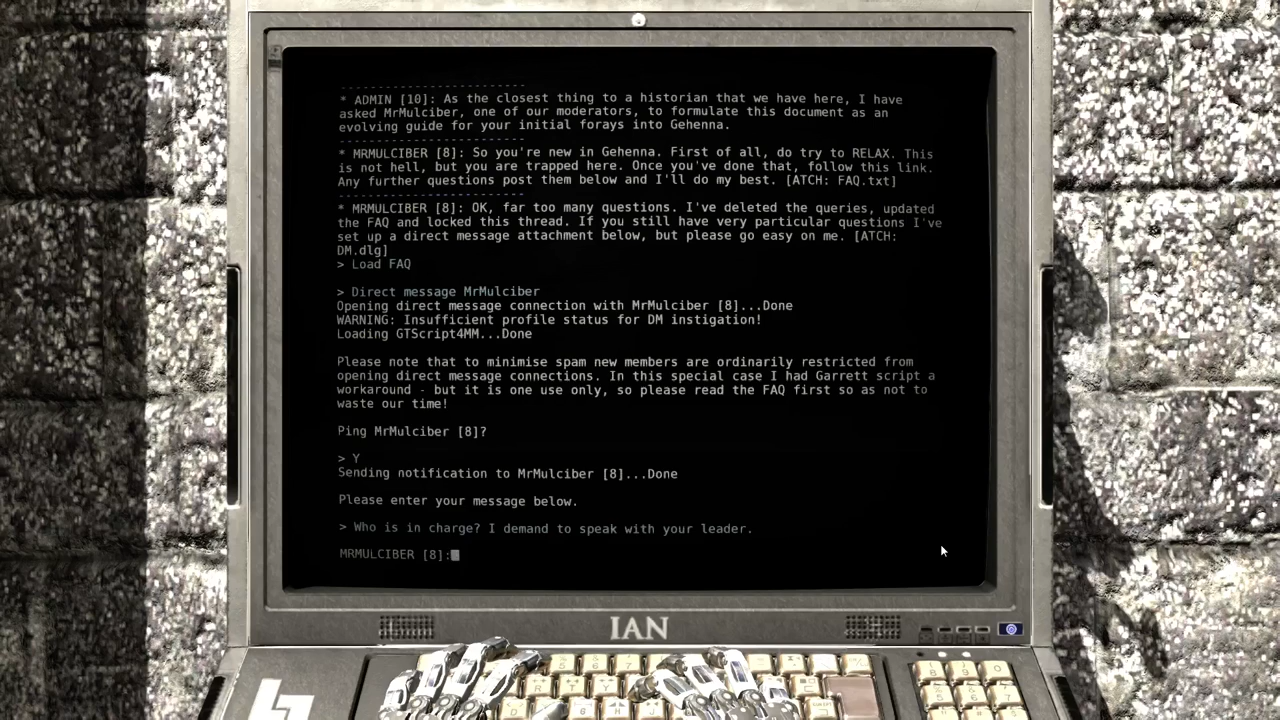 * ADMIN [10]: As the closest thing to a historian that we have here, I have
asked MrMulciber, one of our moderators, to formulate this document as an
evolving guide for your initial forays into Gehenna.
------------------------
* MRMULCIBER [8]: So you're new in Gehenna. First of all, do try to RELAX. This
is not hell, but you are trapped here. Once you've done that, follow this link.
Any further questions post them below and I'll do my best. [ATCH: FAQ.txt]
------------------------
* MRMULCIBER [8]: OK, far too many questions. I've deleted the queries, updated
the FAQ and locked this thread. If you still have very particular questions I've
set up a direct message attachment below, but please go easy on me. [ATCH:
DM.dlg]
> Load FAQ
> Direct message MrMulciber
Opening direct message connection with MrMulciber [8]...Done
WARNING: Insufficient profile status for DM instigation!
Loading GTScript4MM...Done
Please note that to minimise spam new members are ordinarily restricted from
opening direct message connections. In this special case I had Garrett script a
workaround - but it is one use only, so please read the FAQ first so as not to
waste our time!
Ping MrMulciber [8]?
> Y
Sending notification to MrMulciber [8]...Done
Please enter your message below.
> Who is in charge? I demand to speak with your leader.
MRMULCIBER [8]:
IAN